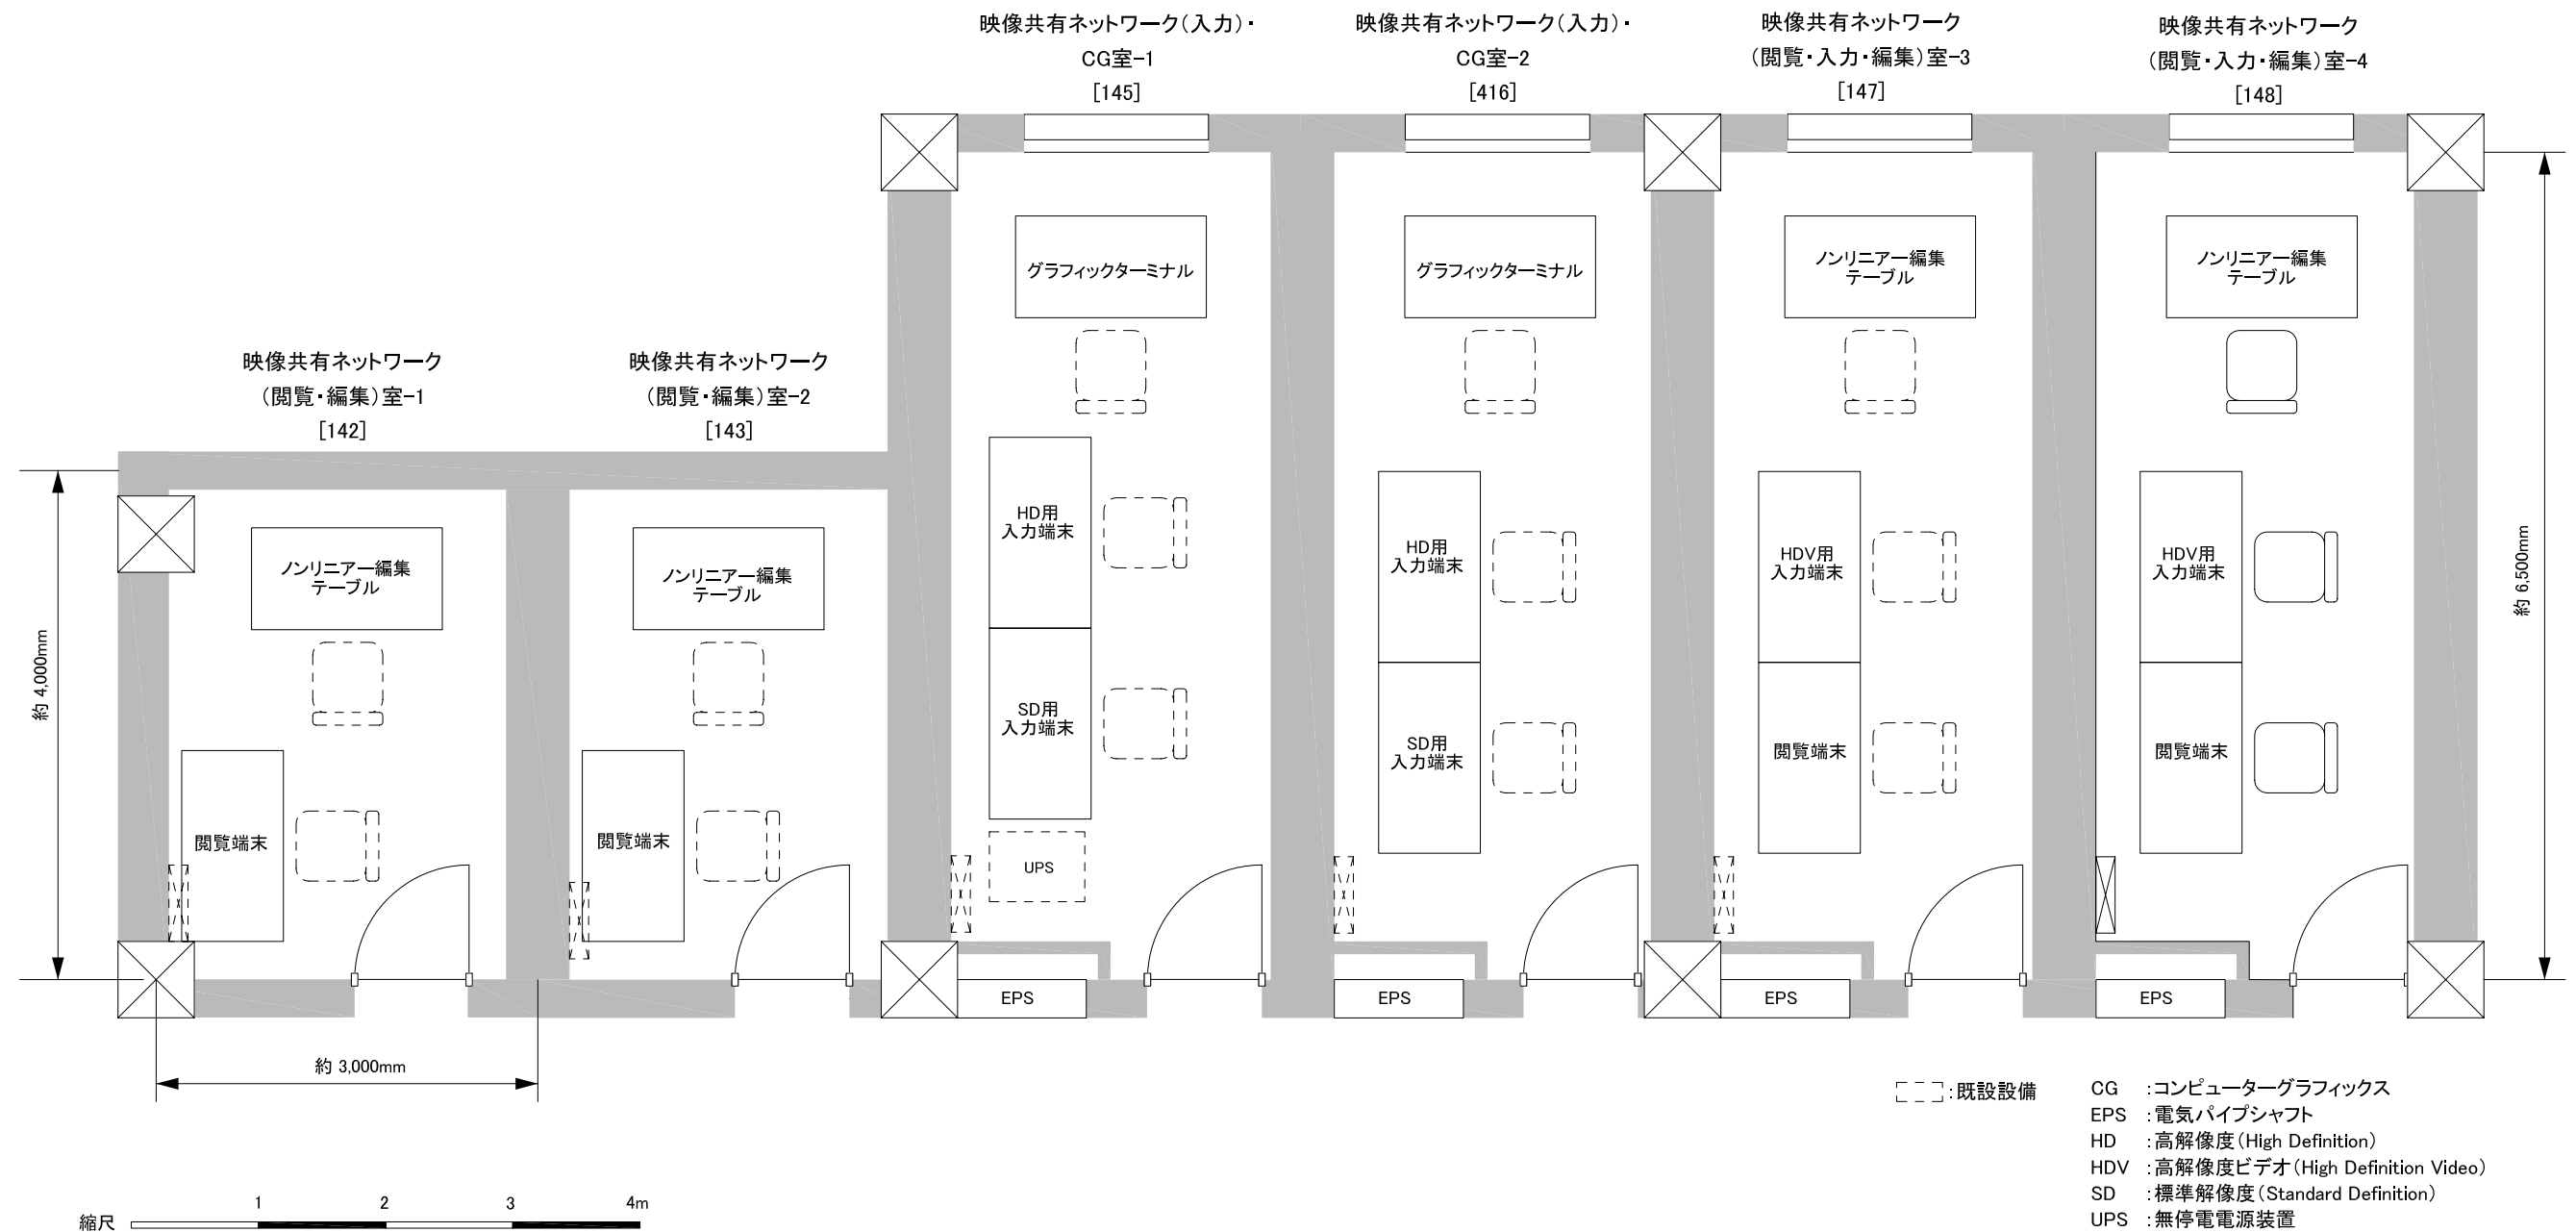 映像共有ネットワーク(入力)・
CG室-1
[145]
映像共有ネットワーク(入力)・
CG室-2
[416]
映像共有ネットワーク
(閲覧・入力・編集)室-3
[147]
映像共有ネットワーク
(閲覧・入力・編集)室-4
[148]
映像共有ネットワーク
(閲覧・編集)室-1
[142]
映像共有ネットワーク
(閲覧・編集)室-2
[143]
グラフィックターミナル
グラフィックターミナル
ノンリニアー編集
テーブル
ノンリニアー編集
テーブル
ノンリニアー編集
テーブル
ノンリニアー編集
テーブル
HD用
入力端末
HD用
入力端末
HDV用
入力端末
HDV用
入力端末
SD用
入力端末
SD用
入力端末
閲覧端末
閲覧端末
閲覧端末
閲覧端末
UPS
EPS
EPS
EPS
EPS
約 4,000mm
約 6,500mm
約 3,000mm
:既設設備
CG :コンピューターグラフィックス
EPS :電気パイプシャフト
HD :高解像度(High Definition)
HDV :高解像度ビデオ(High Definition Video)
SD :標準解像度(Standard Definition)
UPS :無停電電源装置
縮尺 1 2 3 4m